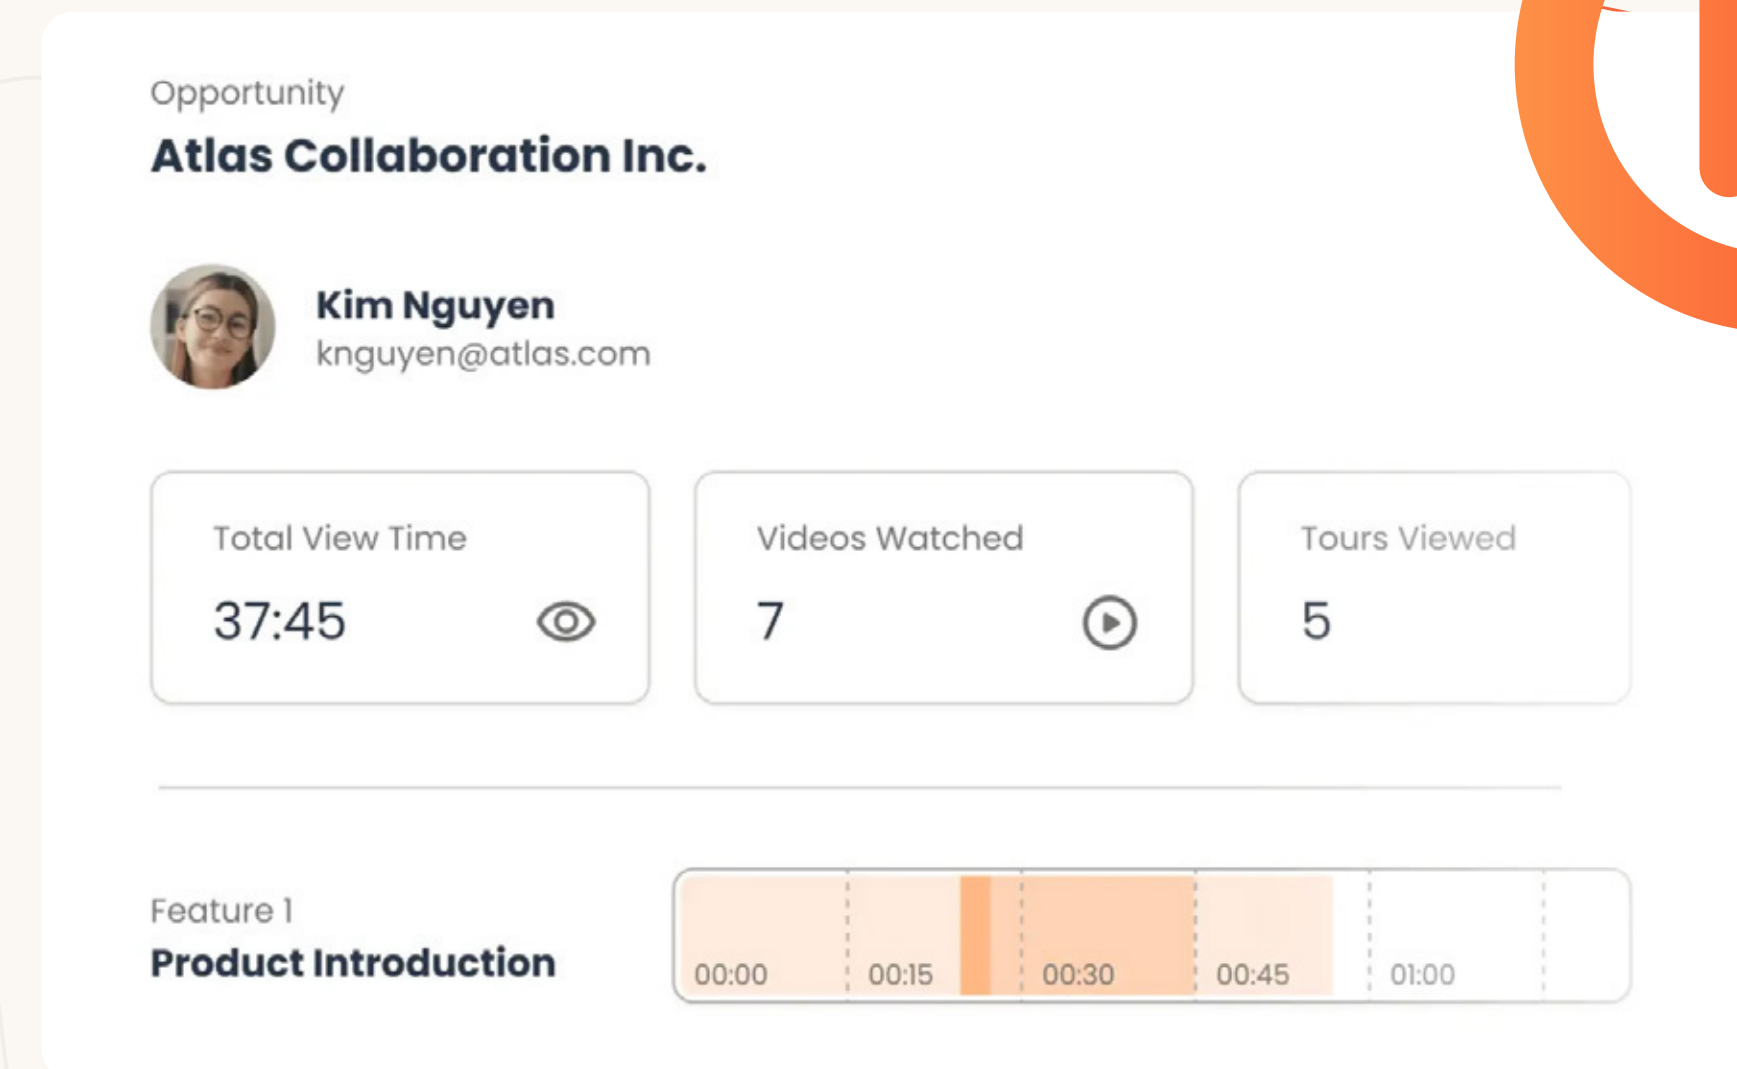 Opportunity
Atlas Collaboration Inc.
Kim Nguyen
knguyen@atlas.com
Total View Time
37:45
Videos Watched
7
Tours Viewed
5
Feature 1
Product Introduction
00:00 00:15 00:30 00:45 01:00